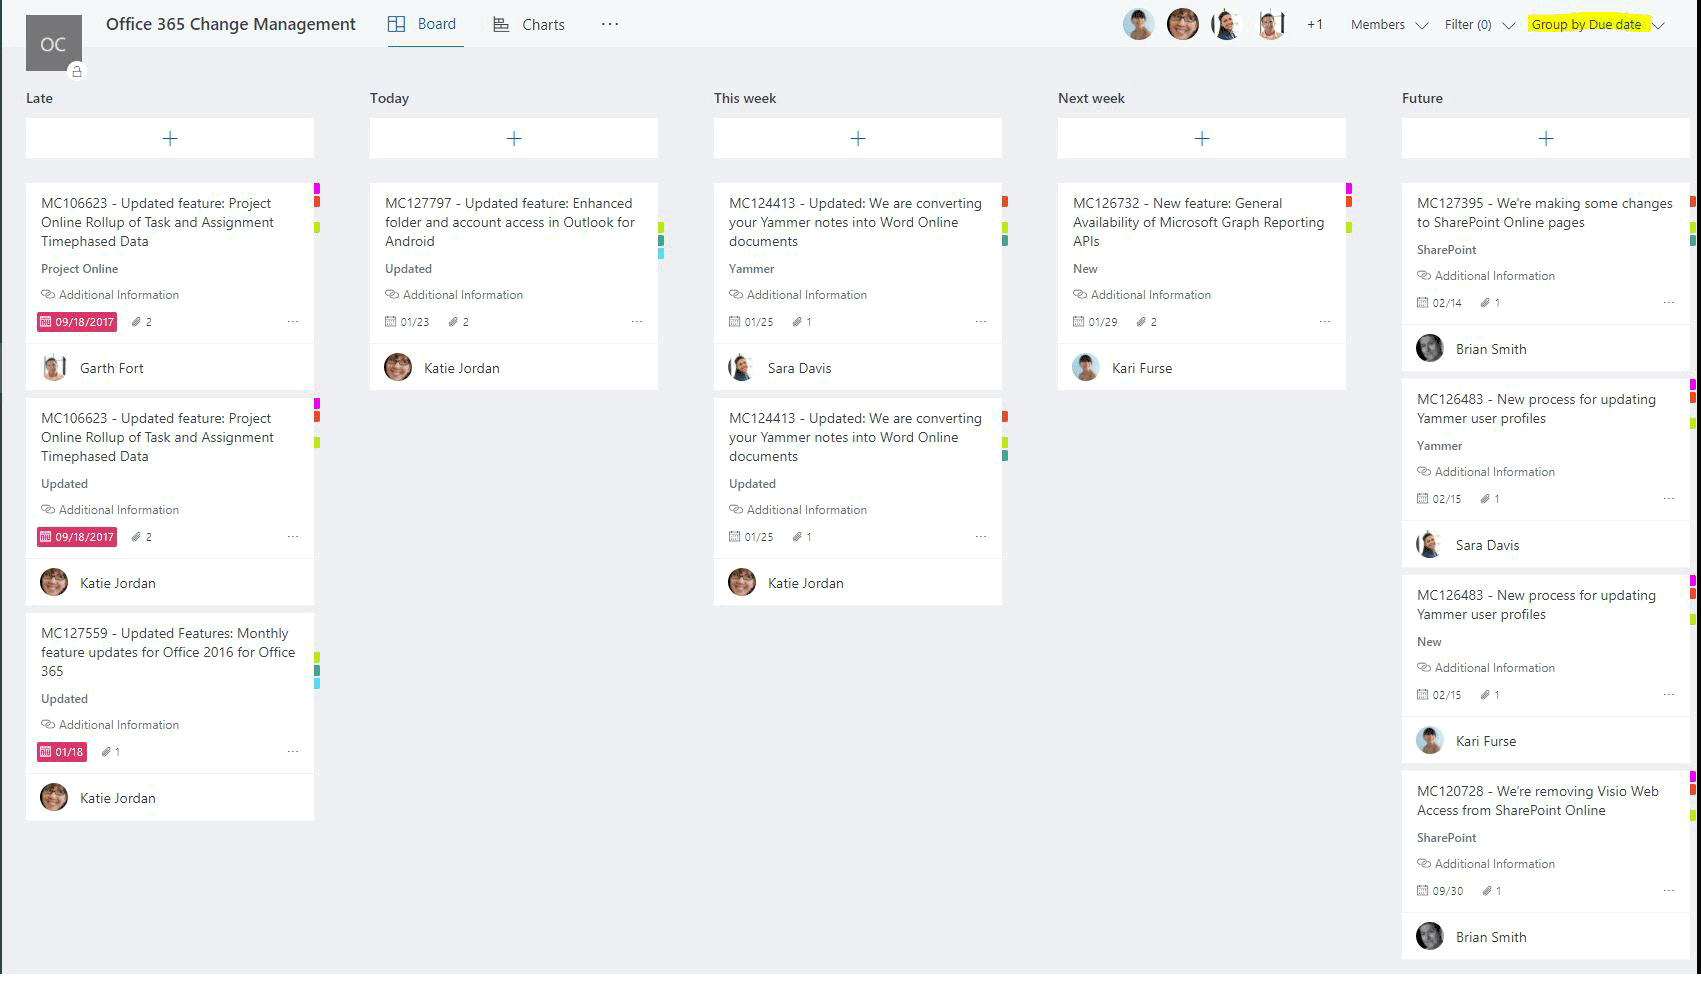 OC
Office 365 Change Management
Board
Charts
...
+1
Members
Filter (0)
Group by Due date
Late
+
MC106623 - Updated feature: Project
Online Rollup of Task and Assignment
Timephased Data
Project Online
Additional Information
09/18/2017 2 ...
Garth Fort
MC106623 - Updated feature: Project
Online Rollup of Task and Assignment
Timephased Data
Updated
Additional Information
09/18/2017 2 ...
Katie Jordan
MC127559 - Updated Features: Monthly
feature updates for Office 2016 for Office
365
Updated
Additional Information
01/18 1 ...
Katie Jordan
Today
+
MC127797 - Updated feature: Enhanced
folder and account access in Outlook for
Android
Updated
Additional Information
01/23 2 ...
Katie Jordan
This week
+
MC124413 - Updated: We are converting
your Yammer notes into Word Online
documents
Yammer
Additional Information
01/25 1 ...
Sara Davis
MC124413 - Updated: We are converting
your Yammer notes into Word Online
documents
Updated
Additional Information
01/25 1 ...
Katie Jordan
Next week
+
MC126732 - New feature: General
Availability of Microsoft Graph Reporting
APIs
New
Additional Information
01/29 2 ...
Kari Furse
Future
+
MC127395 - We're making some changes
to SharePoint Online pages
SharePoint
Additional Information
02/14 1 ...
Brian Smith
MC126483 - New process for updating
Yammer user profiles
Yammer
Additional Information
02/15 1 ...
Sara Davis
MC126483 - New process for updating
Yammer user profiles
New
Additional Information
02/15 1 ...
Kari Furse
MC120728 - We're removing Visio Web
Access from SharePoint Online
SharePoint
Additional Information
09/30 1 ...
Brian Smith